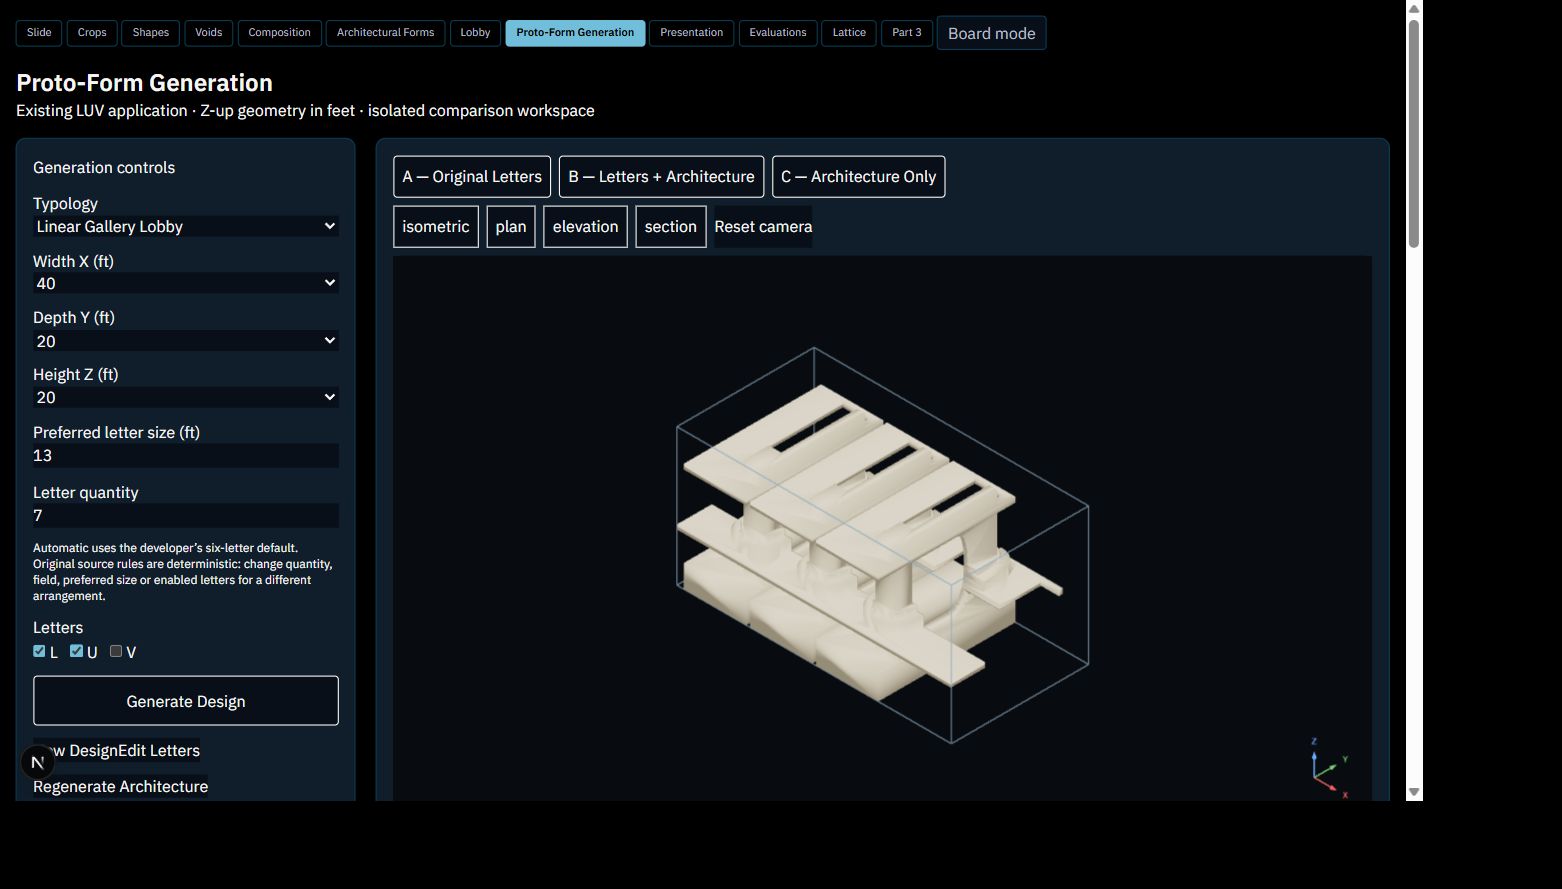 Slide Crops Shapes Voids Composition Architectural Forms Lobby Proto-Form Generation Presentation Evaluations Lattice Part 3 Board mode
Proto-Form Generation
Existing LUV application · Z-up geometry in feet · isolated comparison workspace
Generation controls
Typology
Linear Gallery Lobby
Width X (ft)
40
Depth Y (ft)
20
Height Z (ft)
20
Preferred letter size (ft)
13
Letter quantity
7
Automatic uses the developer's six-letter default.
Original source rules are deterministic: change quantity,
field, preferred size or enabled letters for a different
arrangement.
Letters
L U V
Generate Design
w DesignEdit Letters
N
Regenerate Architecture
A — Original Letters B — Letters + Architecture C — Architecture Only
isometric plan elevation section Reset camera
Z
Y
X